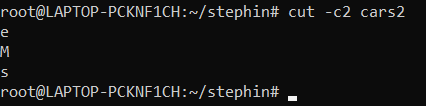 root@LAPTOP-PCKNF1CH:~/stephin# cut -c2 cars2
e
M
s
root@LAPTOP-PCKNF1CH:~/stephin#